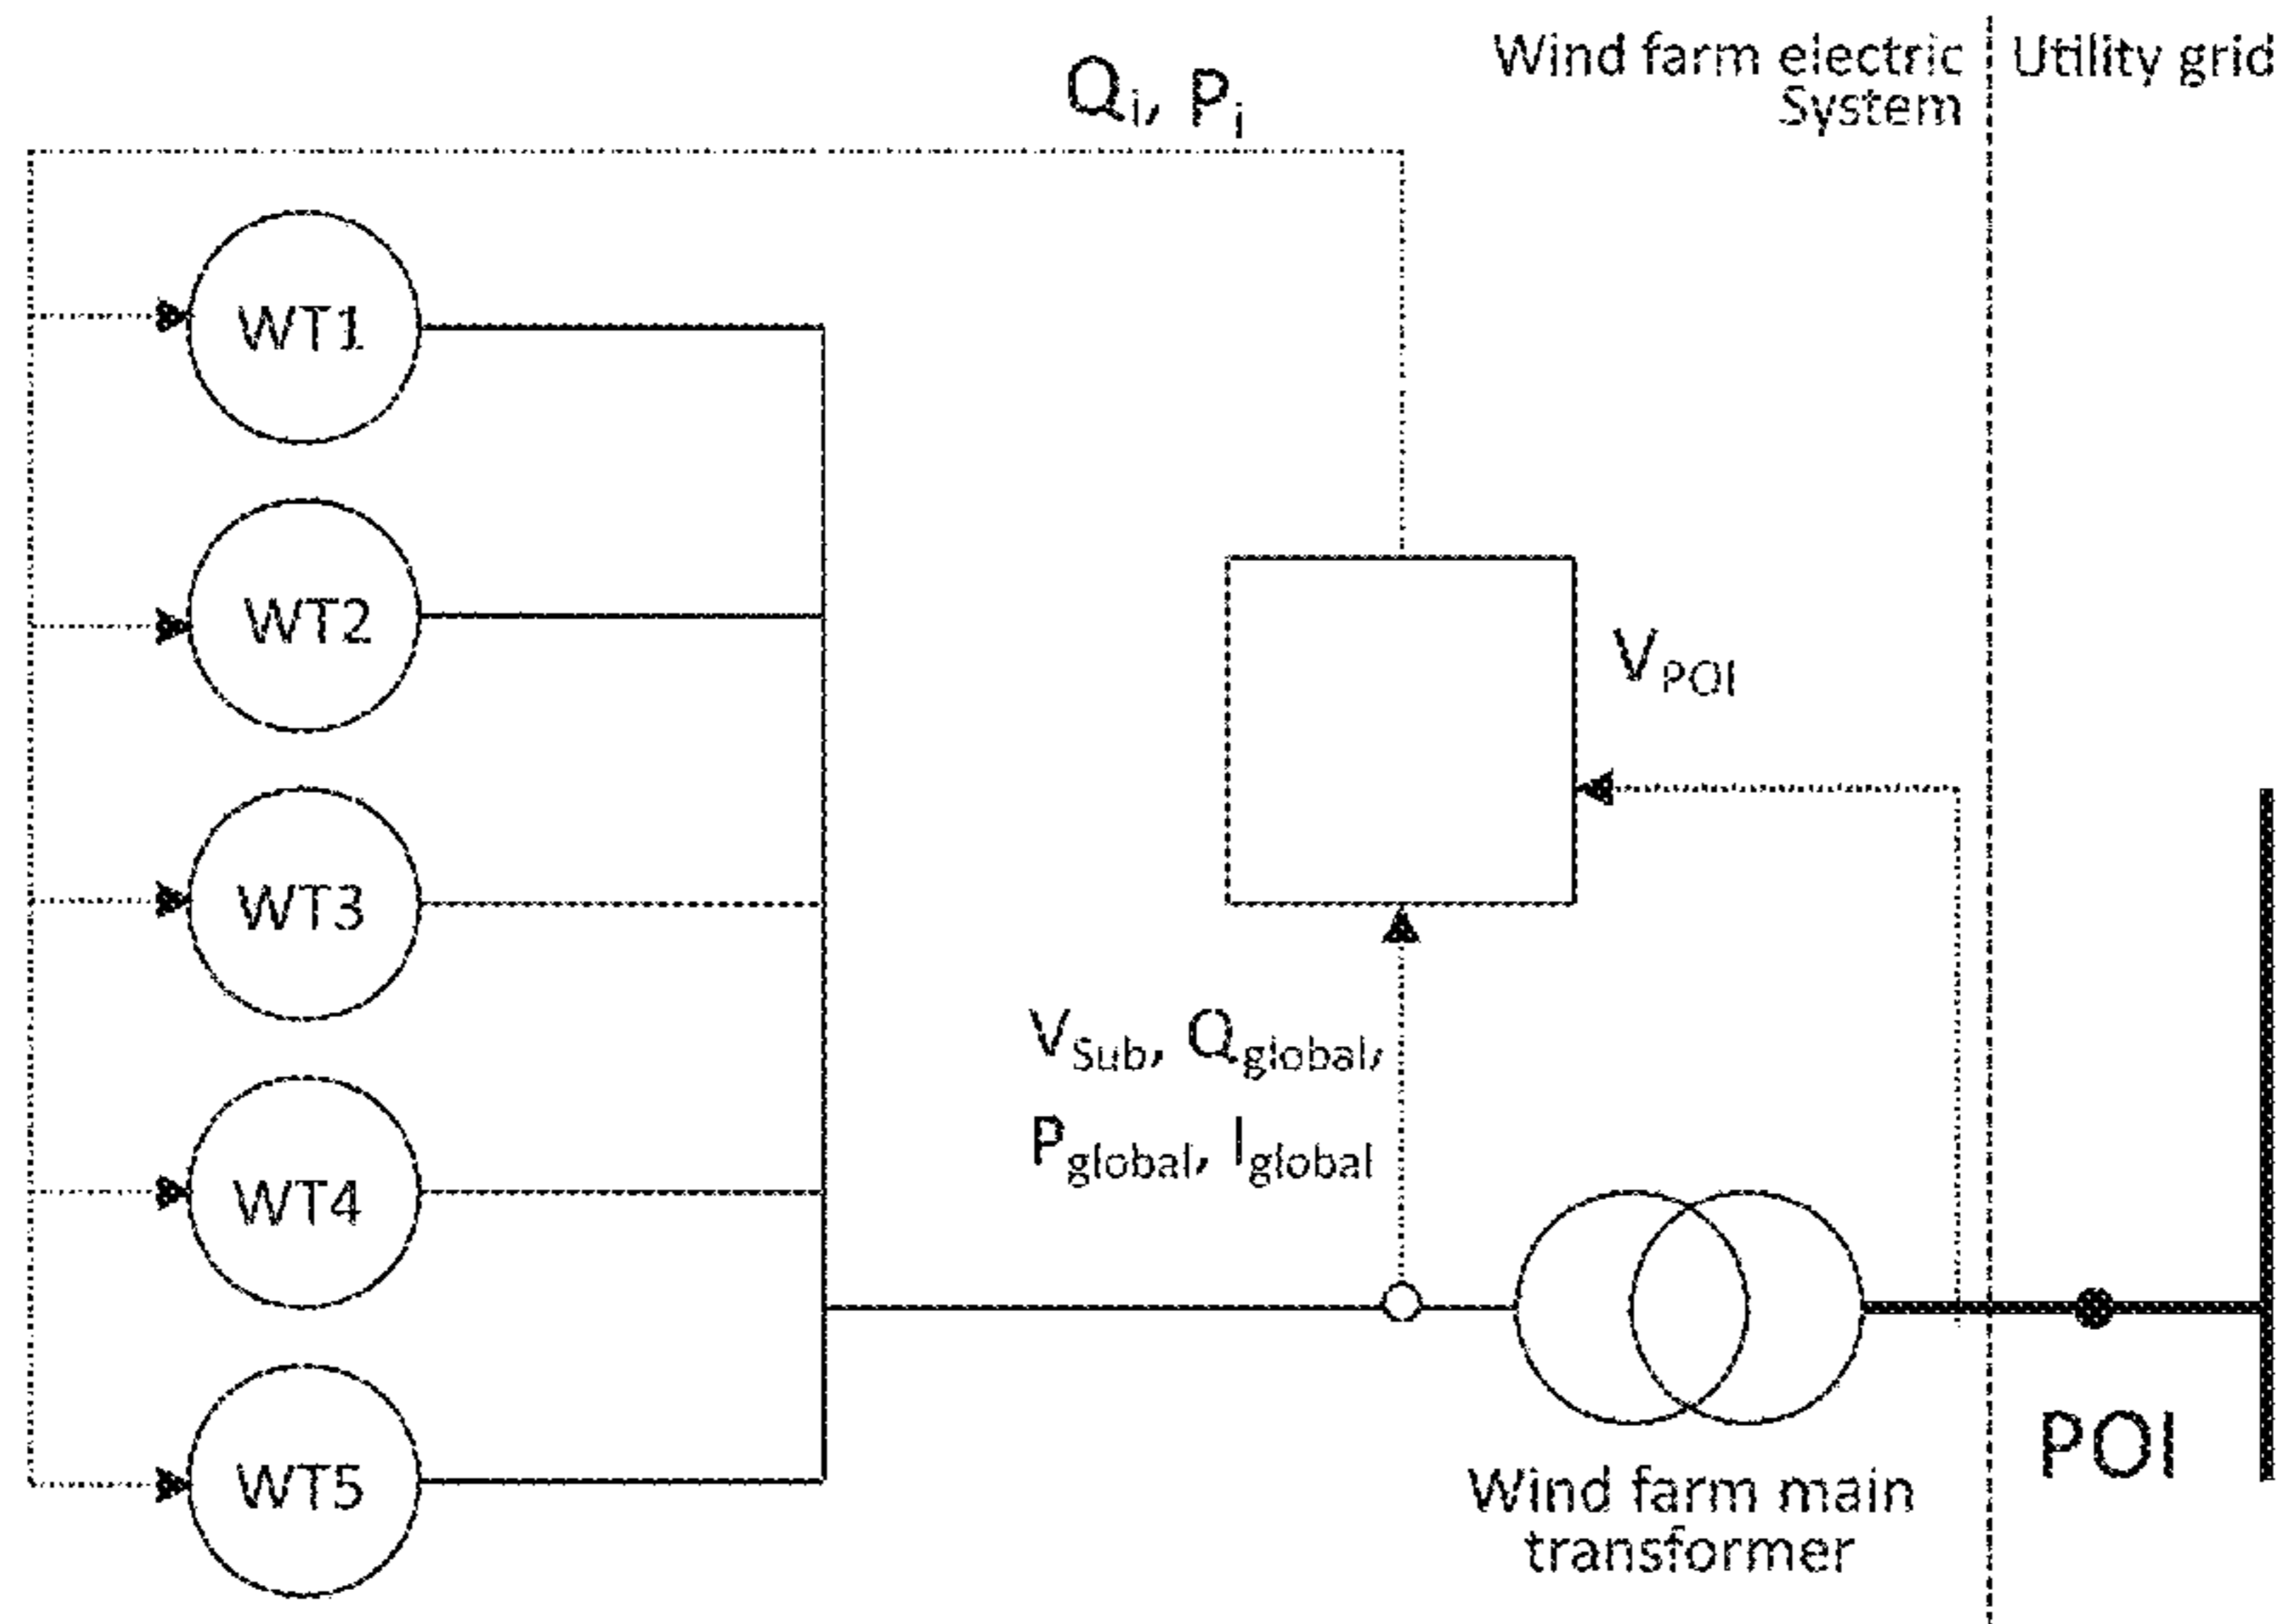 Qi, Pi
Wind farm electric
System
Utility grid
WT1
WT2
WT3
WT4
WT5
VPOI
VSub, Qglobal,
Pglobal, Iglobal
POI
Wind farm main
transformer